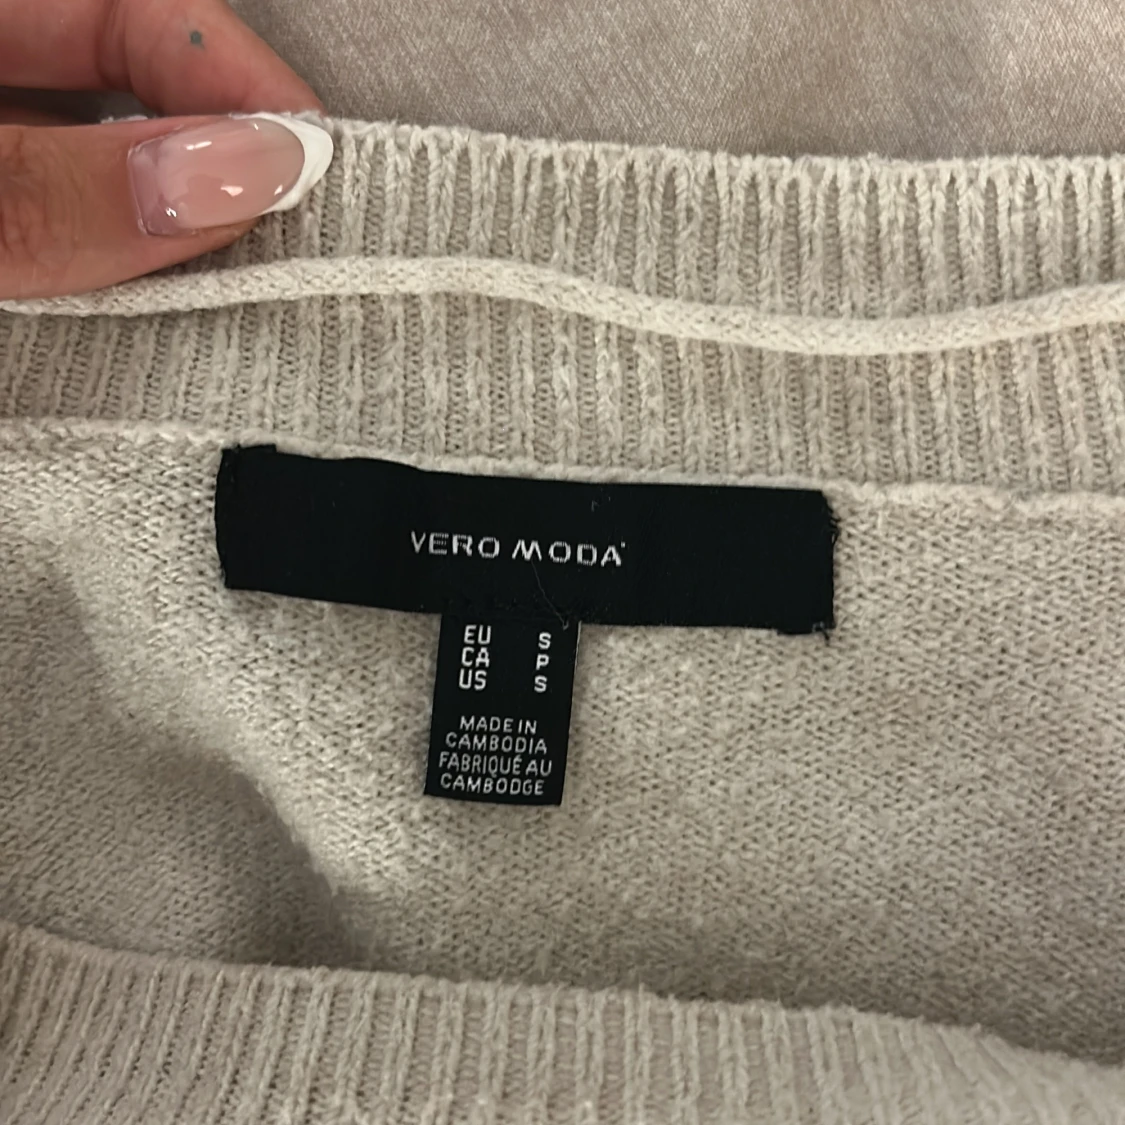 VERO MODA
EU S
CA P
US S
MADE IN
CAMBODIA
FABRIQUÉ AU
CAMBODGE